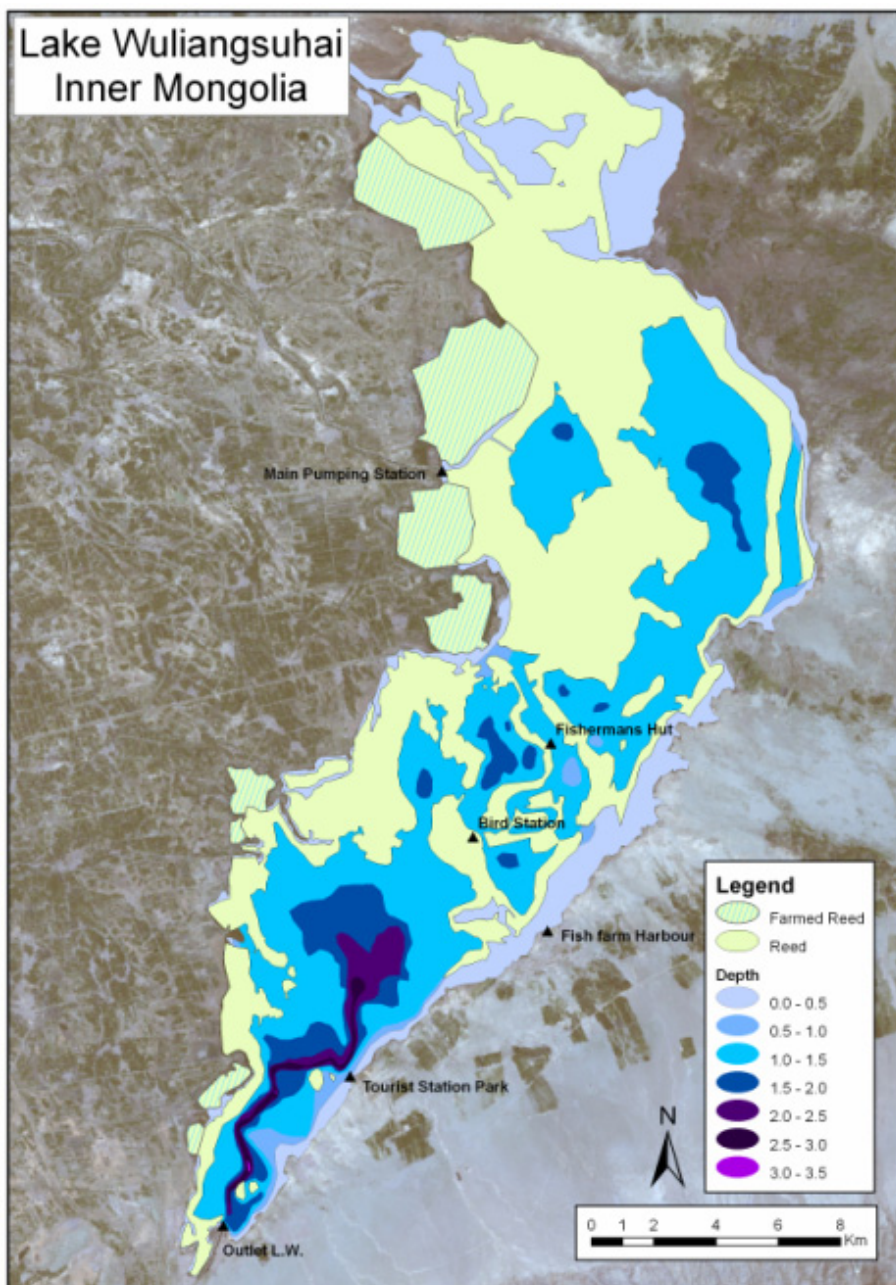 Lake Wuliangsuhai
Inner Mongolia
Main Pumping Station
Fishermans Hut
Bird Station
Fish farm Harbour
Tourist Station Park
Outlet L.W.
Legend
Farmed Reed
Reed
Depth
0.0 - 0.5
0.5 - 1.0
1.0 - 1.5
1.5 - 2.0
2.0 - 2.5
2.5 - 3.0
3.0 - 3.5
N
0 1 2 4 6 8
Km